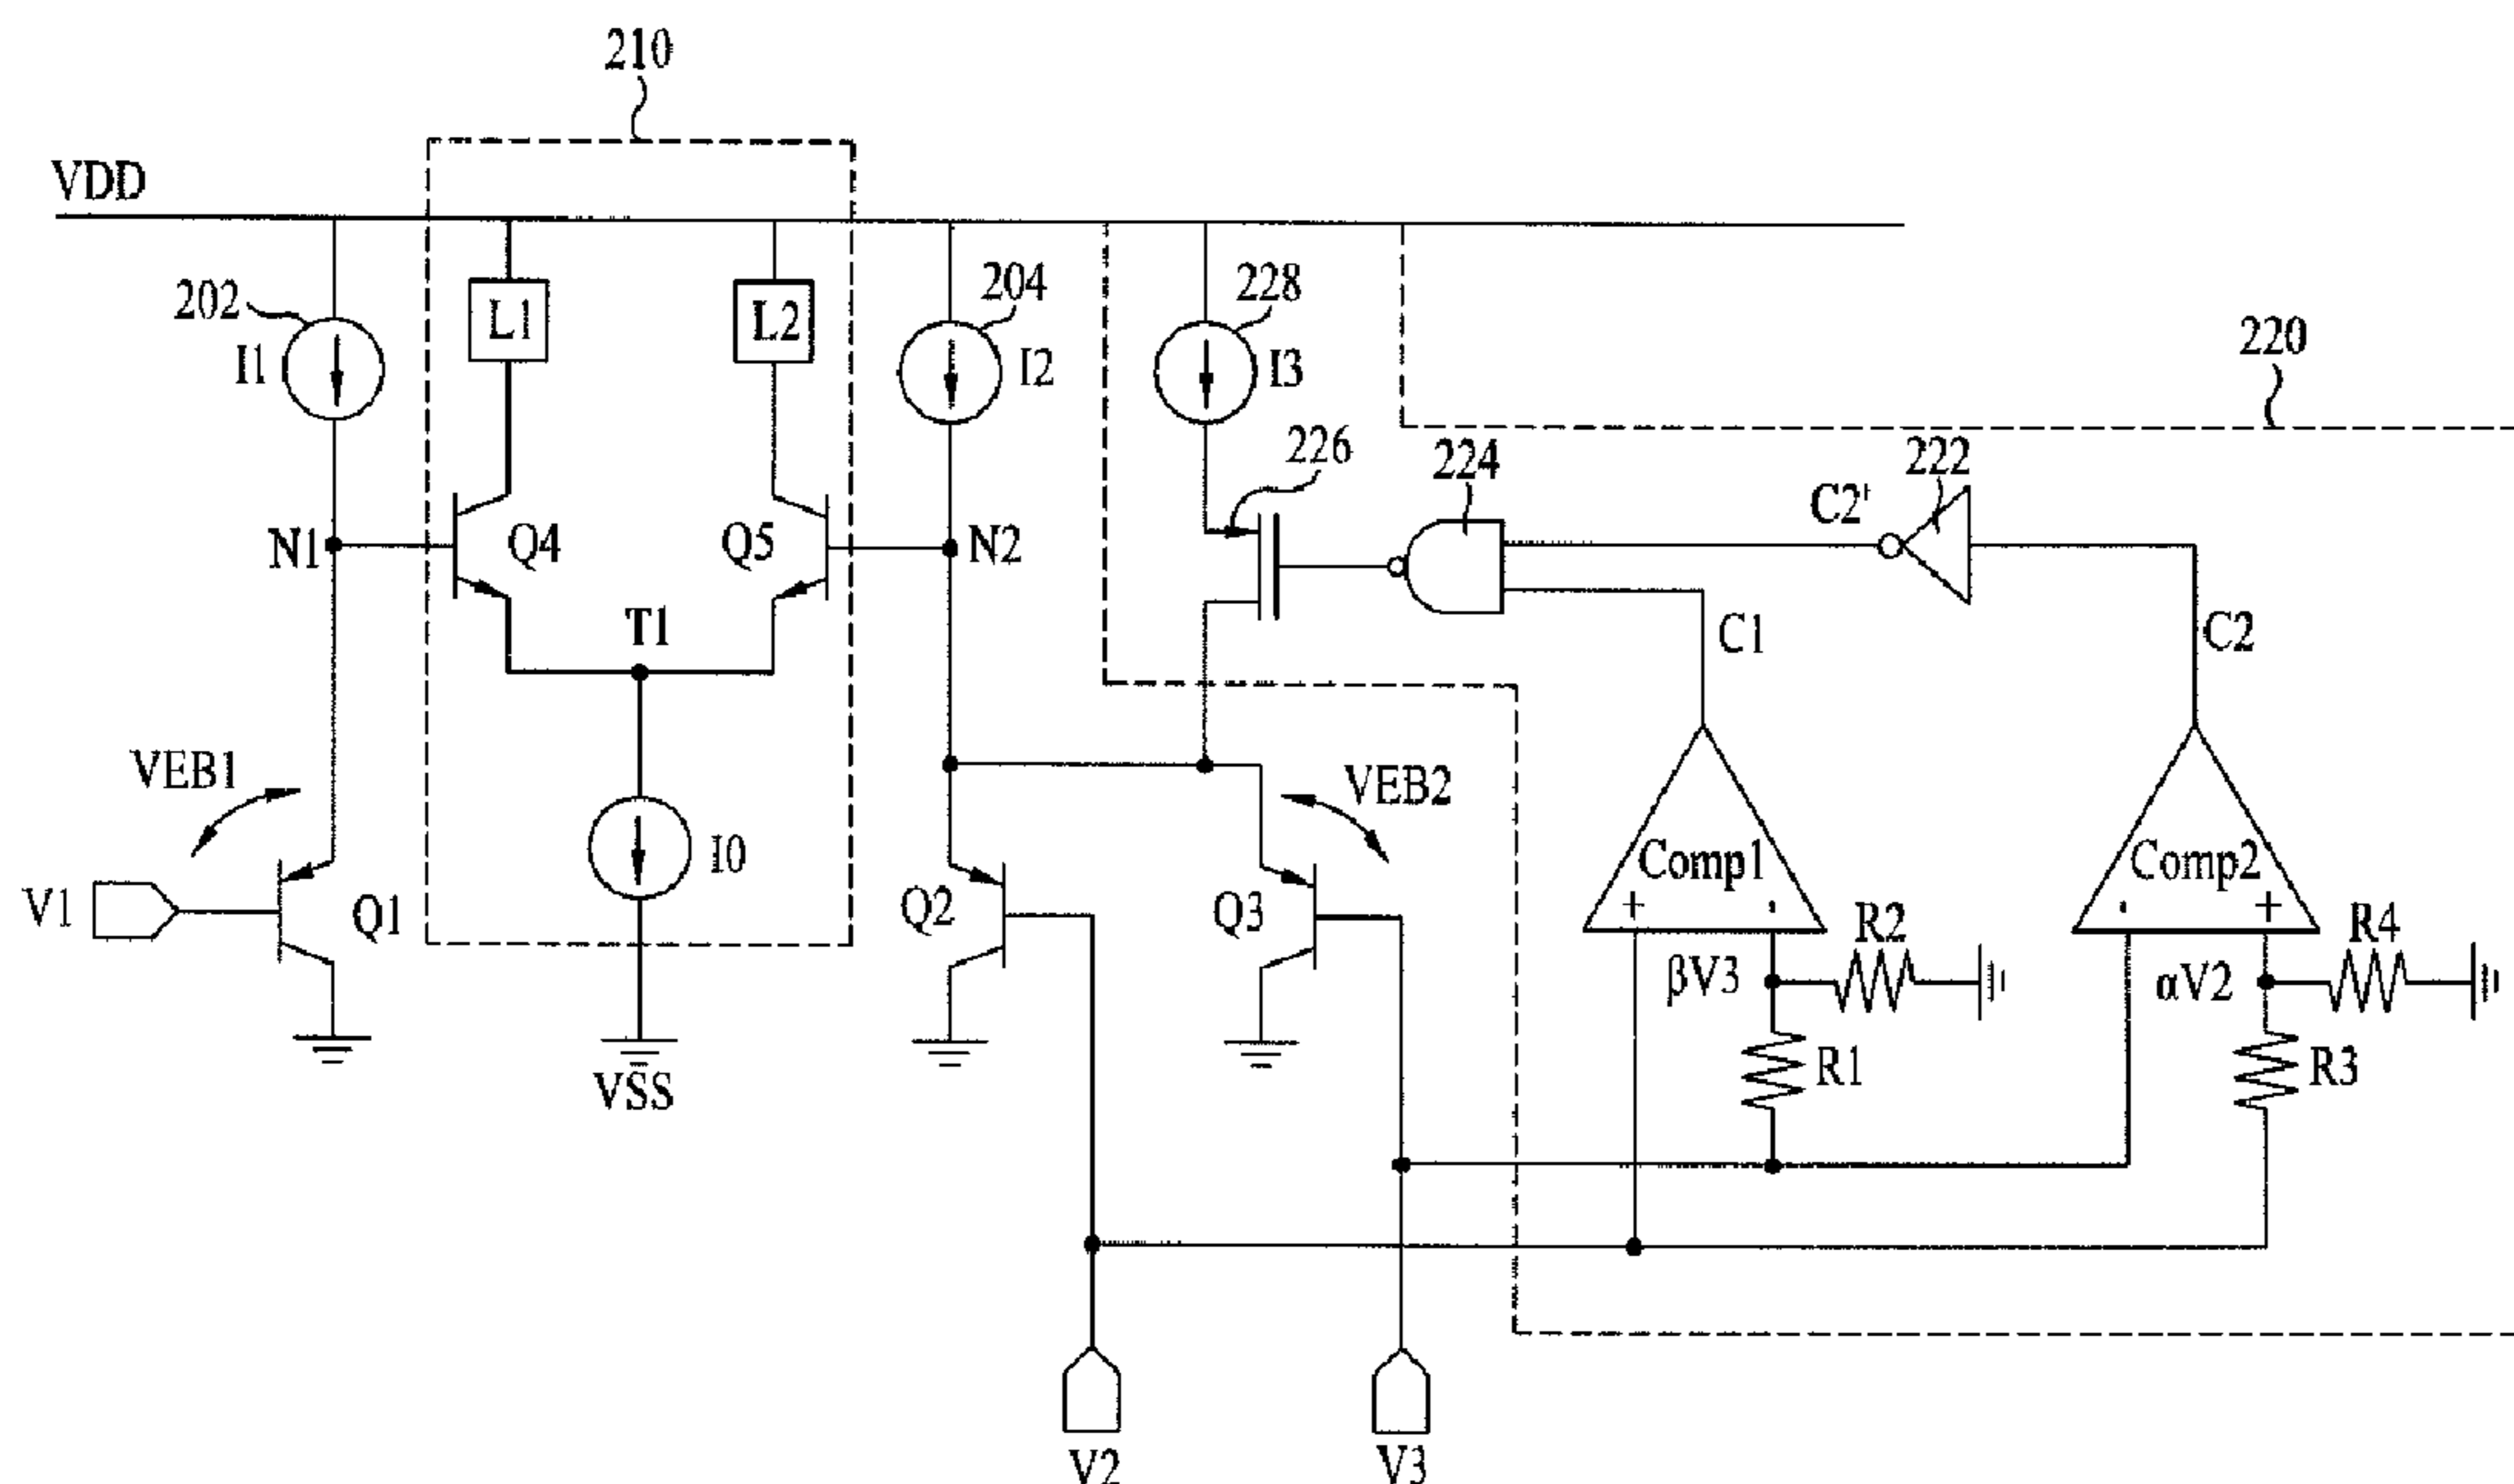 210
VDD
202
I1
L1
L2
204
I2
228
I3
220
226
224
222
C2'
N1
Q4
Q5
N2
T1
C1
C2
VEB1
VEB2
I0
V1
Q1
Q2
Q3
Comp1
+
-
Comp2
-
+
R2
R4
βV3
αV2
R1
R3
VSS
V2
V3